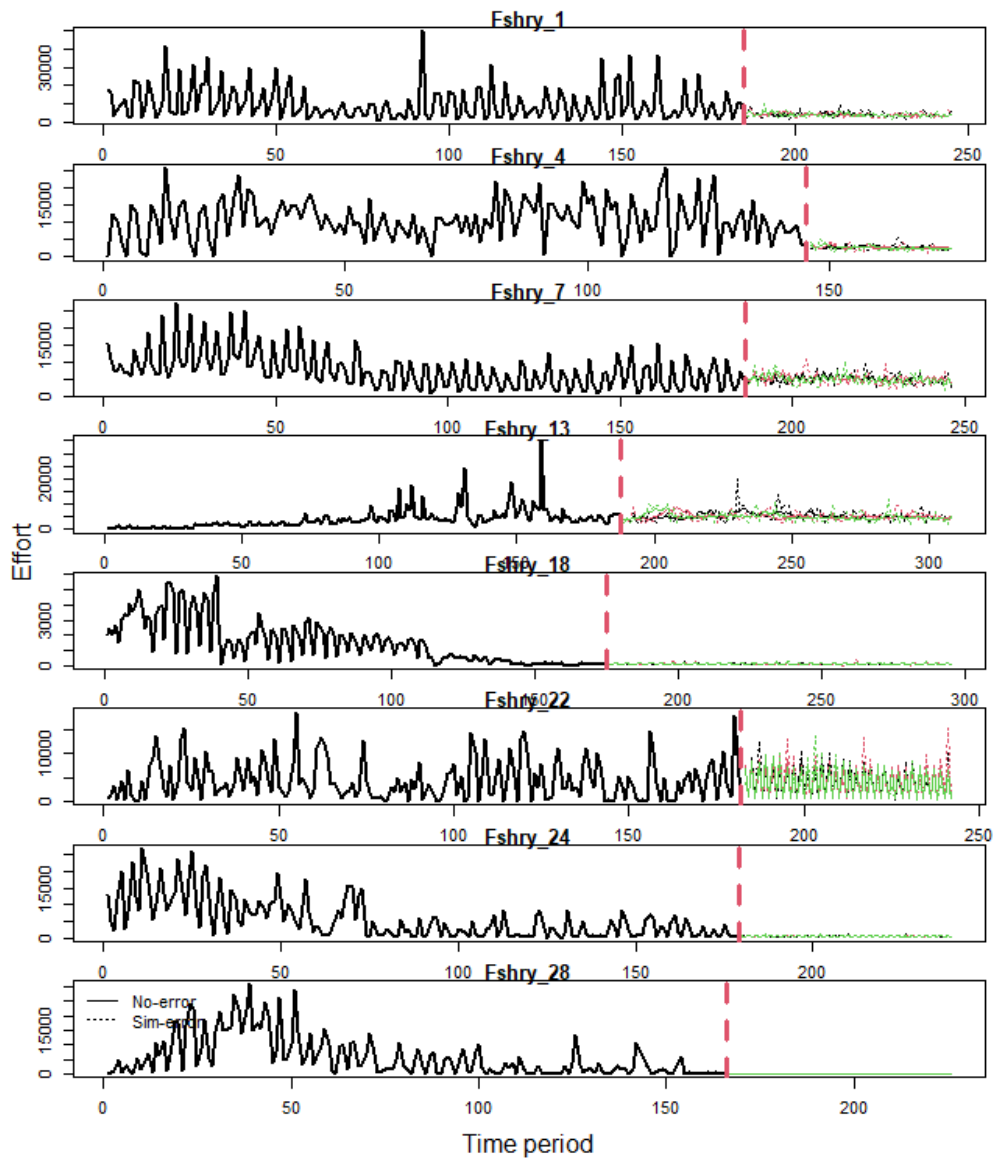 Fshry_1
30000
0
0 50 100 150 200 250
Fshry_4
15000
0
0 50 100 150
Fshry_7
15000
0
0 50 100 150 200 250
Fshry_13
20000
0
0 50 100 150 200 250 300
Fshry_18
3000
0
0 50 100 150 200 250 300
Fshry_22
10000
0
0 50 100 150 200 250
Fshry_24
15000
0
0 50 100 150 200
Fshry_28
No-error
Sim-error
15000
0
0 50 100 150 200
Effort
Time period